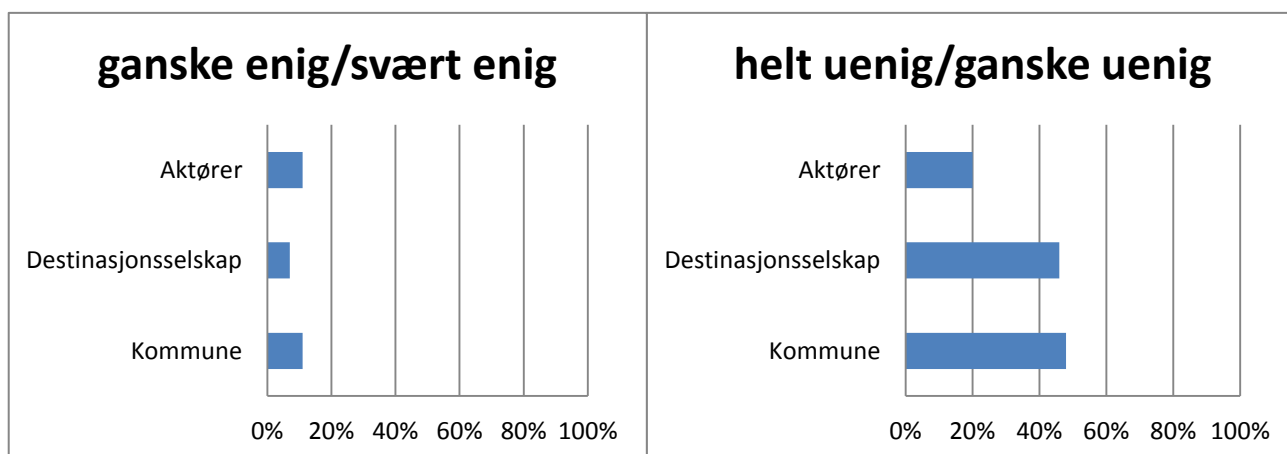 ganske enig/svært enig
Aktører
Destinasjonsselskap
Kommune
0% 20% 40% 60% 80% 100%
helt uenig/ganske uenig
Aktører
Destinasjonsselskap
Kommune
0% 20% 40% 60% 80% 100%